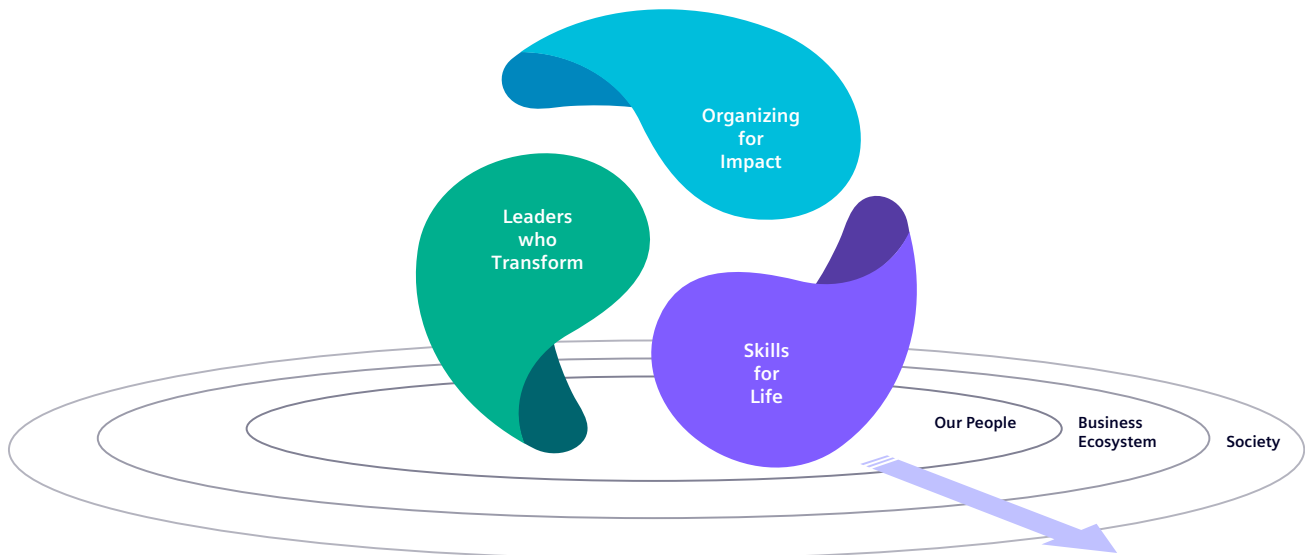 Organizing
for
Impact
Leaders
who
Transform
Skills
for
Life
Our People
Business
Ecosystem
Society